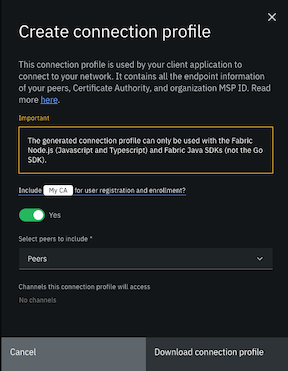 Create connection profile
This connection profile is used by your client application to
connect to your network. It contains all the endpoint information
of your peers, Certificate Authority, and organization MSP ID. Read
more here.
Important
The generated connection profile can only be used with the Fabric
Node.js (Javascript and Typescript) and Fabric Java SDKs (not the Go
SDK).
Include My CA for user registration and enrollment?
Yes
Select peers to include *
Peers
Channels this connection profile will access
No channels
Cancel
Download connection profile